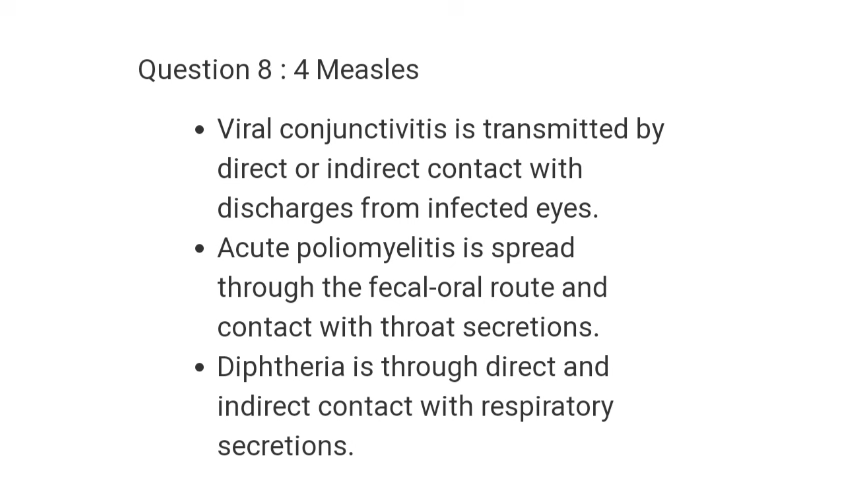 Question 8 : 4 Measles
• Viral conjunctivitis is transmitted by
direct or indirect contact with
discharges from infected eyes.
• Acute poliomyelitis is spread
through the fecal-oral route and
contact with throat secretions.
• Diphtheria is through direct and
indirect contact with respiratory
secretions.